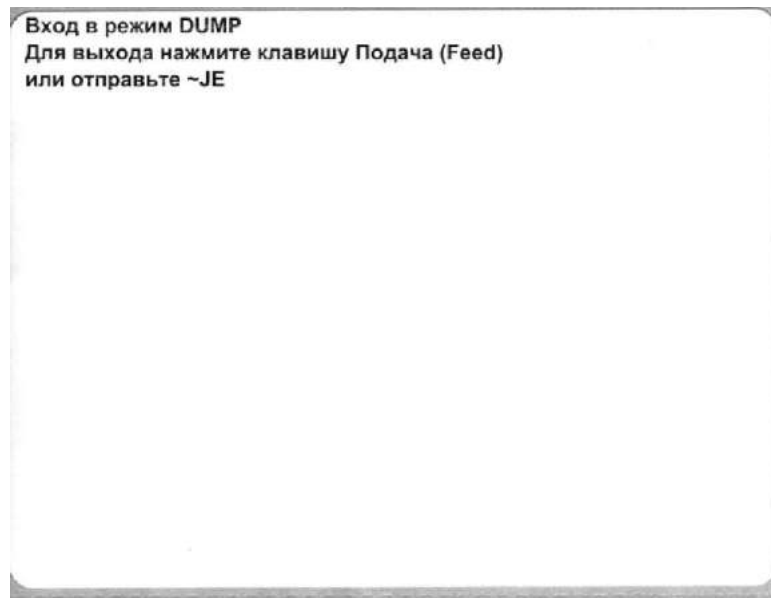 Вход в режим DUMP
Для выхода нажмите клавишу Подача (Feed)
или отправьте ~JE